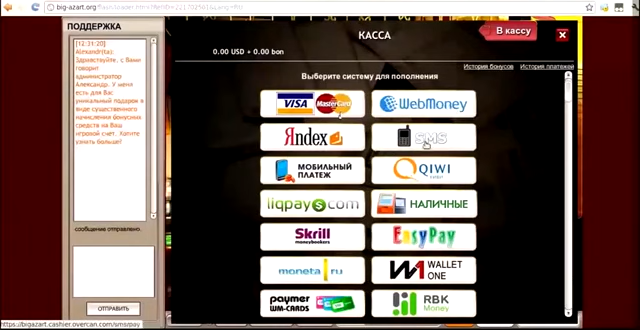 big-azart.org
ПОДДЕРЖКА
[12:31:20]
Alexandr(ta):
Здравствуйте, с Вами
говорит
администратор
Александр. У меня
есть для Вас
уникальный подарок в
виде существенного
начисления бонусных
средств на Ваш
игровой счет. Хотите
узнать больше?
сообщение отправлено.
ОТПРАВИТЬ
КАССА
В кассу
0.00 USD + 0.00 bon
История бонусов История платежей
Выберите систему для пополнения
VISA MasterCard
WebMoney
Яndex
SMS
МОБИЛЬНЫЙ
ПЛАТЕЖ
QIWI
liqpay.com
НАЛИЧНЫЕ
Skrill
moneybookers
EasyPay
moneta.ru
W1 WALLET
ONE
paymer
WM-CARDS
RBK
Money
https://bigazart.cashier.overcan.com/sms/pay